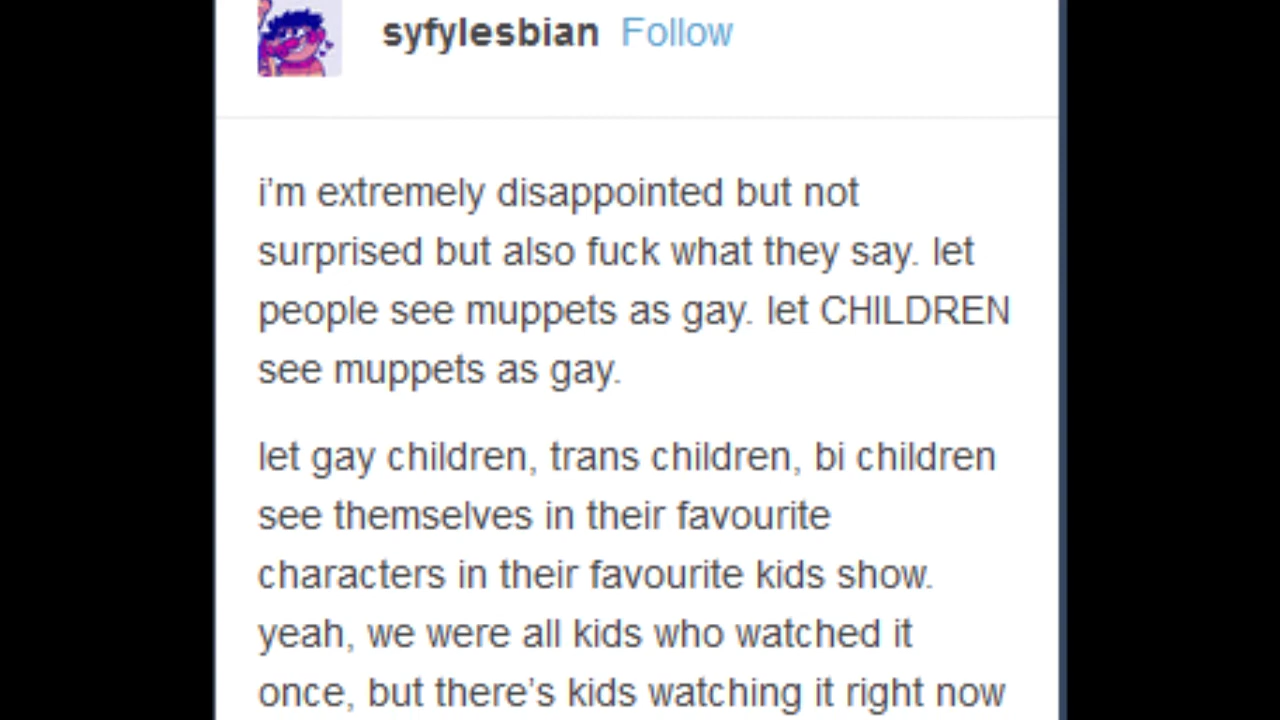 syfylesbian Follow
i'm extremely disappointed but not
surprised but also fuck what they say. let
people see muppets as gay. let CHILDREN
see muppets as gay.
let gay children, trans children, bi children
see themselves in their favourite
characters in their favourite kids show.
yeah, we were all kids who watched it
once, but there's kids watching it right now